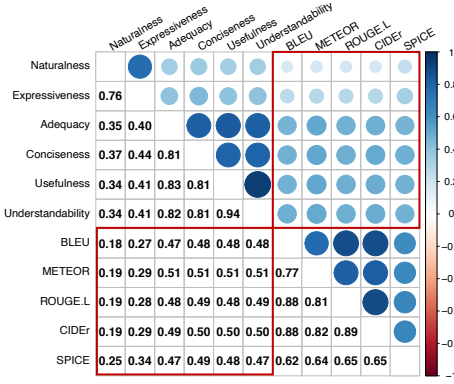 Naturalness
Expressiveness
Adequacy
Conciseness
Usefulness
Understandability
BLEU
METEOR
ROUGE.L
CIDEr
SPICE
Naturalness
Expressiveness 0.76
Adequacy 0.35 0.40
Conciseness 0.37 0.44 0.81
Usefulness 0.34 0.41 0.83 0.81
Understandability 0.34 0.41 0.82 0.81 0.94
BLEU 0.18 0.27 0.47 0.48 0.48 0.48
METEOR 0.19 0.29 0.51 0.51 0.51 0.51 0.77
ROUGE.L 0.19 0.28 0.48 0.49 0.48 0.49 0.88 0.81
CIDEr 0.19 0.29 0.49 0.50 0.50 0.50 0.88 0.82 0.89
SPICE 0.25 0.34 0.47 0.49 0.48 0.47 0.62 0.64 0.65 0.65
1
0.8
0.6
0.4
0.2
0